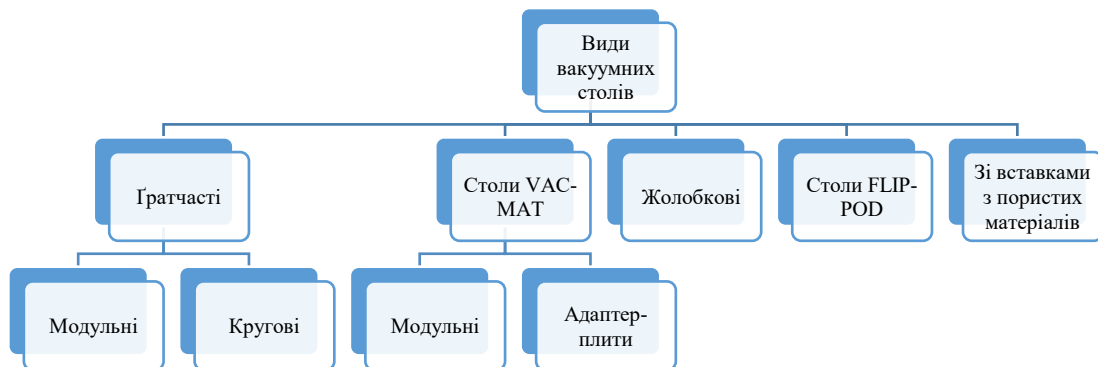 Види
вакуумних
столів
Ґратчасті
Столи VAC-
MAT
Жолобкові
Столи FLIP-
POD
Зі вставками
з пористих
матеріалів
Модульні
Кругові
Модульні
Адаптер-
плити